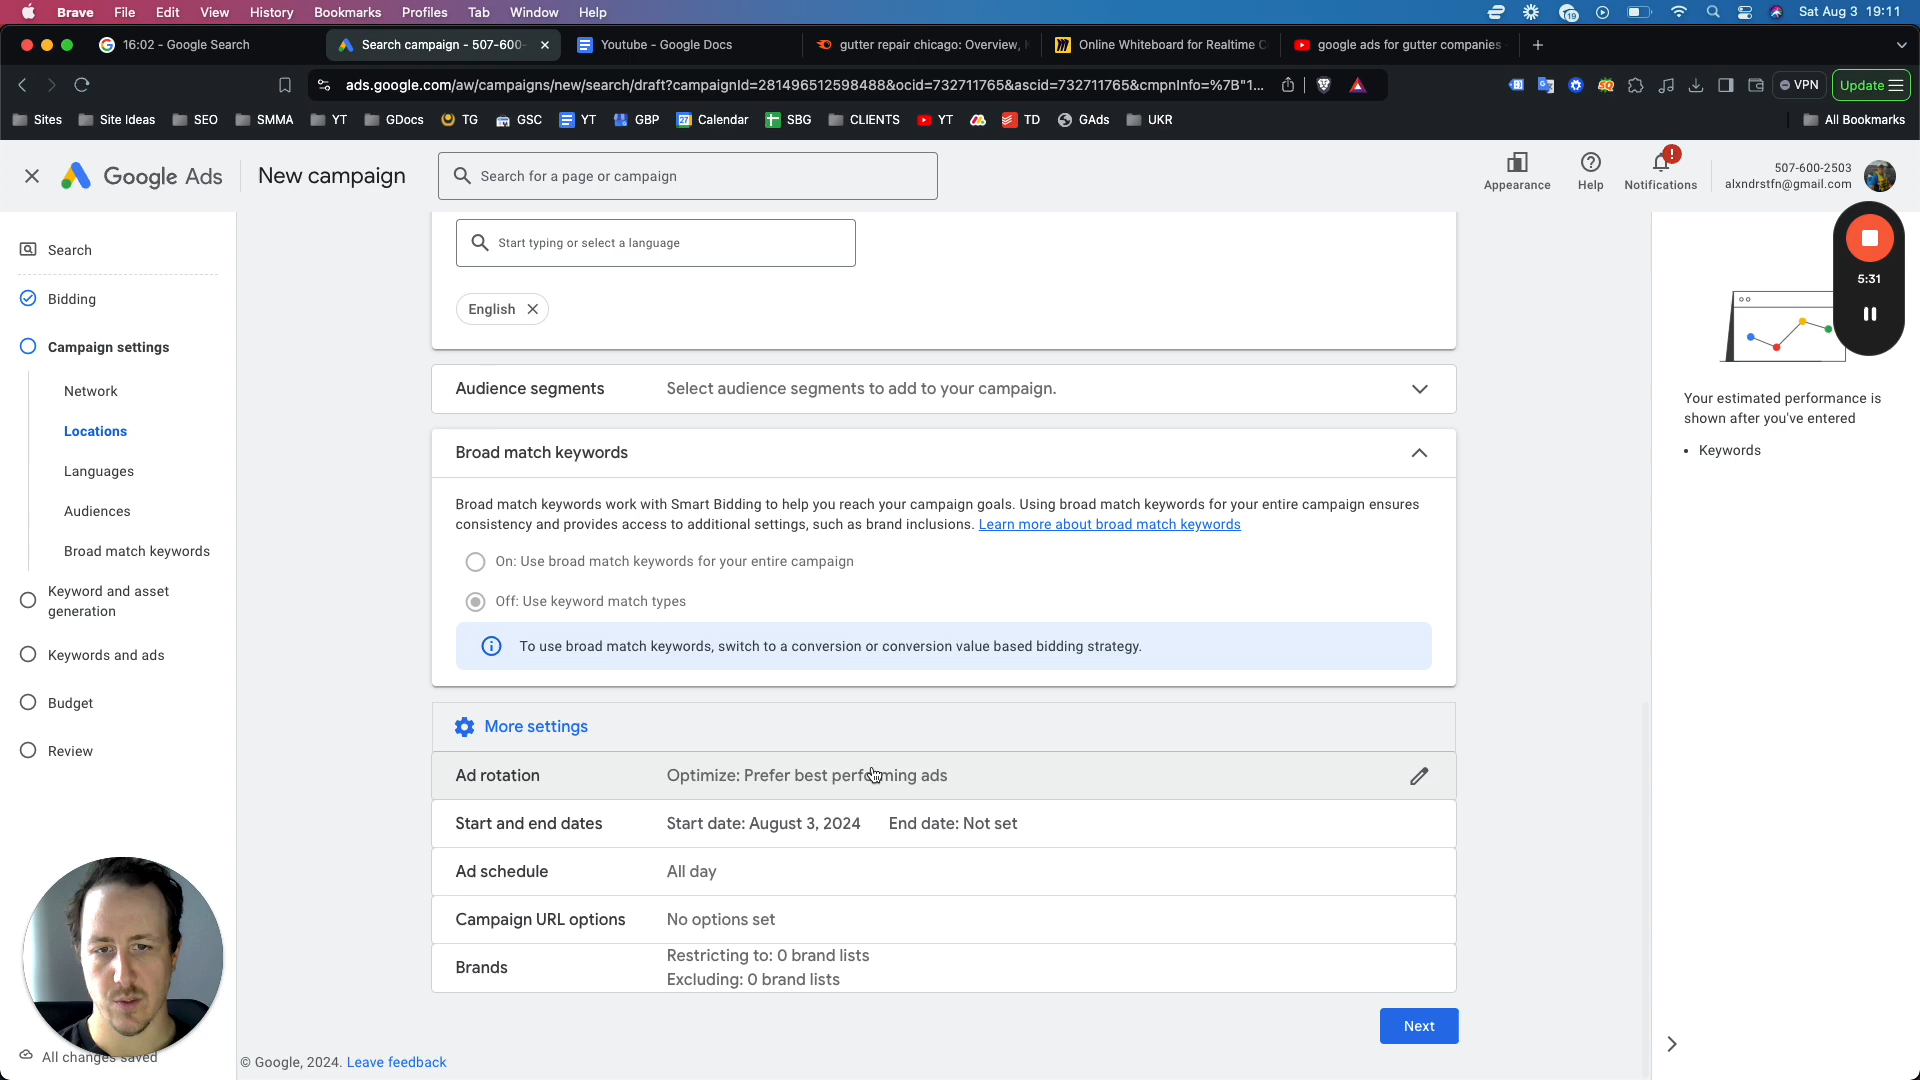 Brave File Edit View History Bookmarks Profiles Tab Window Help
19
Sat Aug 3 19:11
16:02 - Google Search
Search campaign - 507-600-
Youtube - Google Docs
gutter repair chicago: Overview,
Online Whiteboard for Realtime C
google ads for gutter companies
ads.google.com/aw/campaigns/new/search/draft?campaignId=281496512598488&ocid=732711765&ascid=732711765&cmpnInfo=%7B"1...
VPN
Update
Sites
Site Ideas
SEO
SMMA
YT
GDocs
TG
GSC
YT
GBP
Calendar
SBG
CLIENTS
YT
TD
GAds
UKR
All Bookmarks
Google Ads
New campaign
Search for a page or campaign
Appearance
Help
Notifications
507-600-2503
alxndrstfn@gmail.com
Search
Bidding
Campaign settings
Network
Locations
Languages
Audiences
Broad match keywords
Keyword and asset
generation
Keywords and ads
Budget
Review
All changes saved
Start typing or select a language
English
Audience segments
Select audience segments to add to your campaign.
Broad match keywords
Broad match keywords work with Smart Bidding to help you reach your campaign goals. Using broad match keywords for your entire campaign ensures
consistency and provides access to additional settings, such as brand inclusions. Learn more about broad match keywords
On: Use broad match keywords for your entire campaign
Off: Use keyword match types
To use broad match keywords, switch to a conversion or conversion value based bidding strategy.
More settings
Ad rotation
Optimize: Prefer best performing ads
Start and end dates
Start date: August 3, 2024 End date: Not set
Ad schedule
All day
Campaign URL options
No options set
Brands
Restricting to: 0 brand lists
Excluding: 0 brand lists
Next
© Google, 2024. Leave feedback
5:31
Your estimated performance is
shown after you've entered
• Keywords